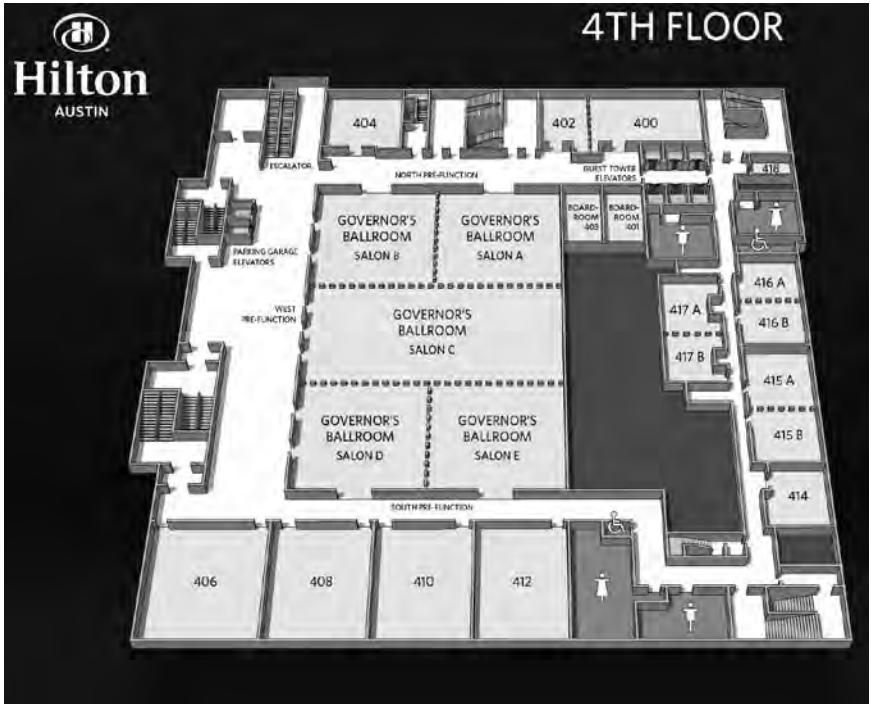 4TH FLOOR
Hilton
AUSTIN
404
402
400
418
ESCALATOR
GUEST TOWER
ELEVATORS
NORTH PRE-FUNCTION
BOARD-
ROOM
403
BOARD-
ROOM
401
GOVERNOR'S
BALLROOM
SALON B
GOVERNOR'S
BALLROOM
SALON A
PARKING GARAGE
ELEVATORS
416 A
417 A
416 B
WEST
PRE-FUNCTION
GOVERNOR'S
BALLROOM
SALON C
417 B
415 A
GOVERNOR'S
BALLROOM
SALON D
GOVERNOR'S
BALLROOM
SALON E
415 B
414
SOUTH PRE-FUNCTION
406
408
410
412